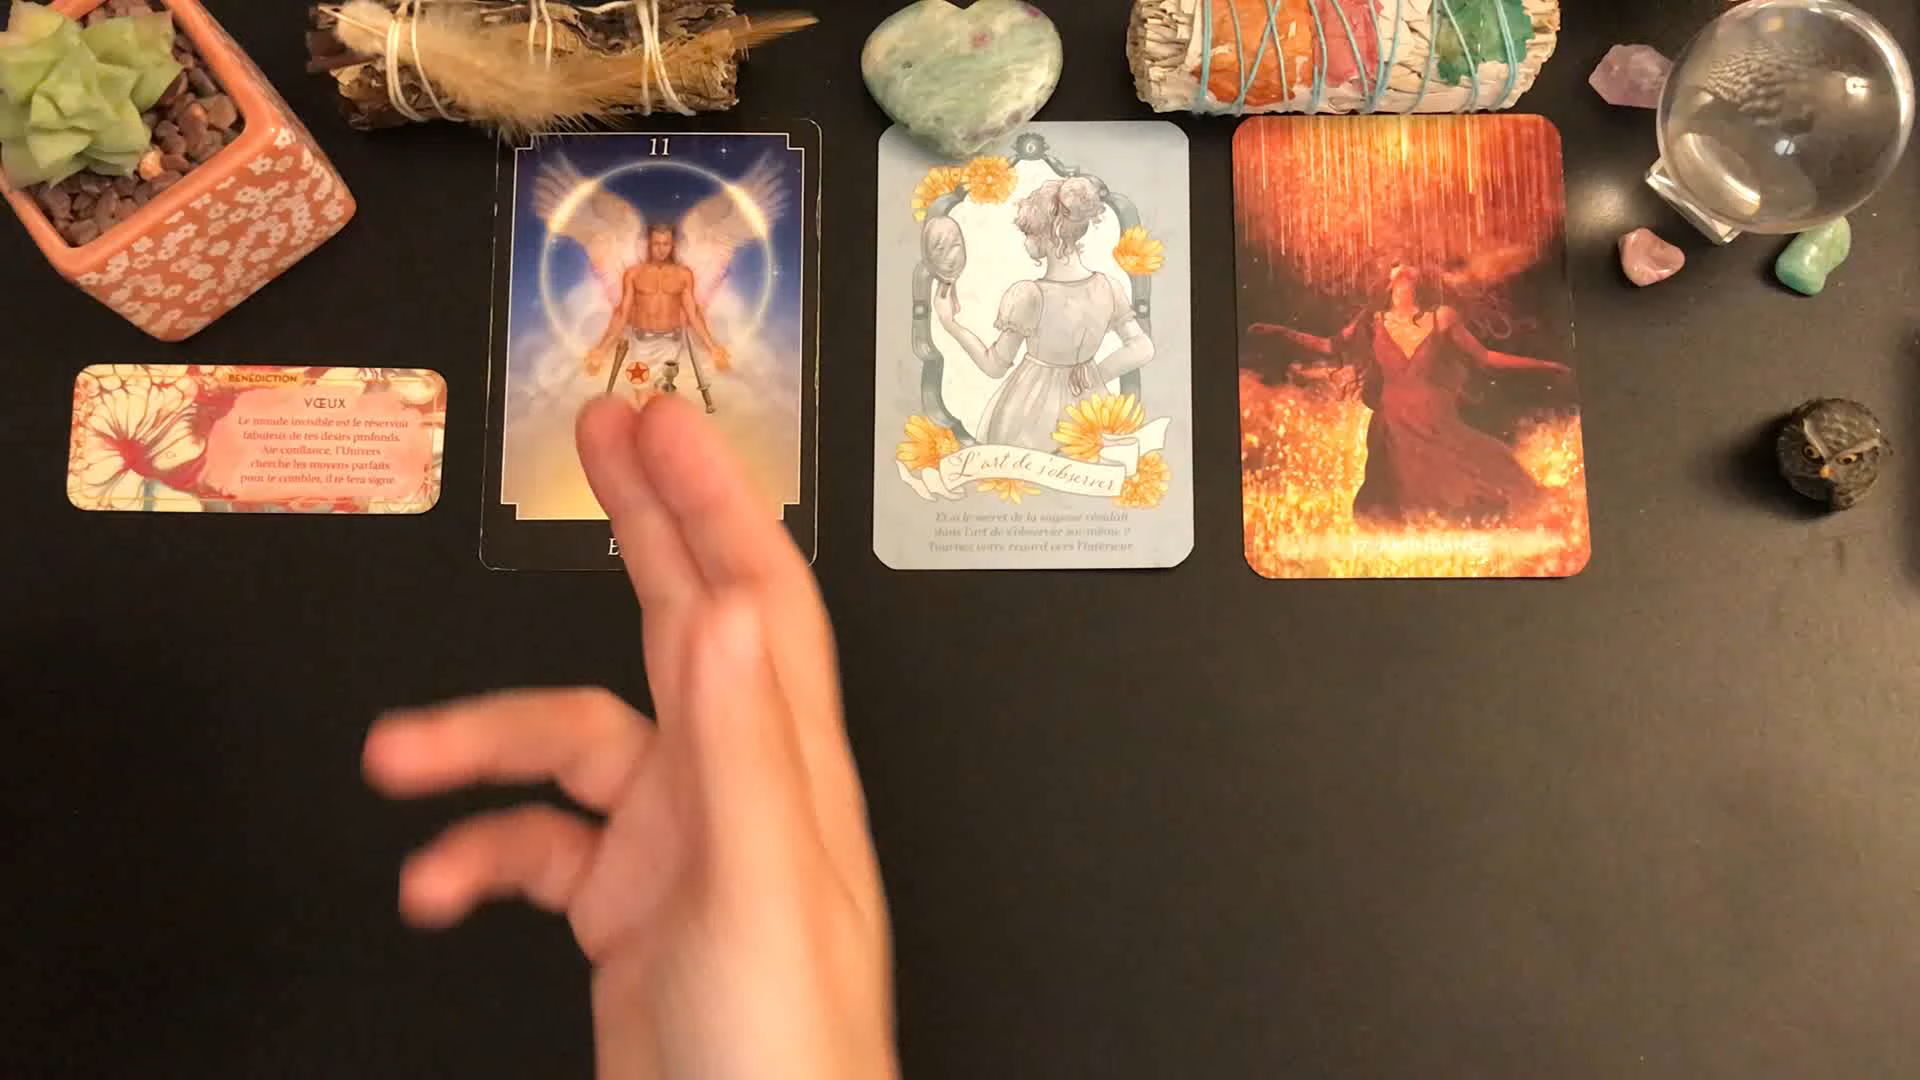 BÉNÉDICTION
VŒUX
Le monde invisible est le réservoir
fabuleux de tes désirs profonds.
Aie confiance, l'Univers
cherche les moyens parfaits
pour te combler, il te fera signe.
11
E
6
L'art de s'observer
Et si le secret de la sagesse résidait
dans l'art de s'observer soi-même ?
Tournez votre regard vers l'intérieur